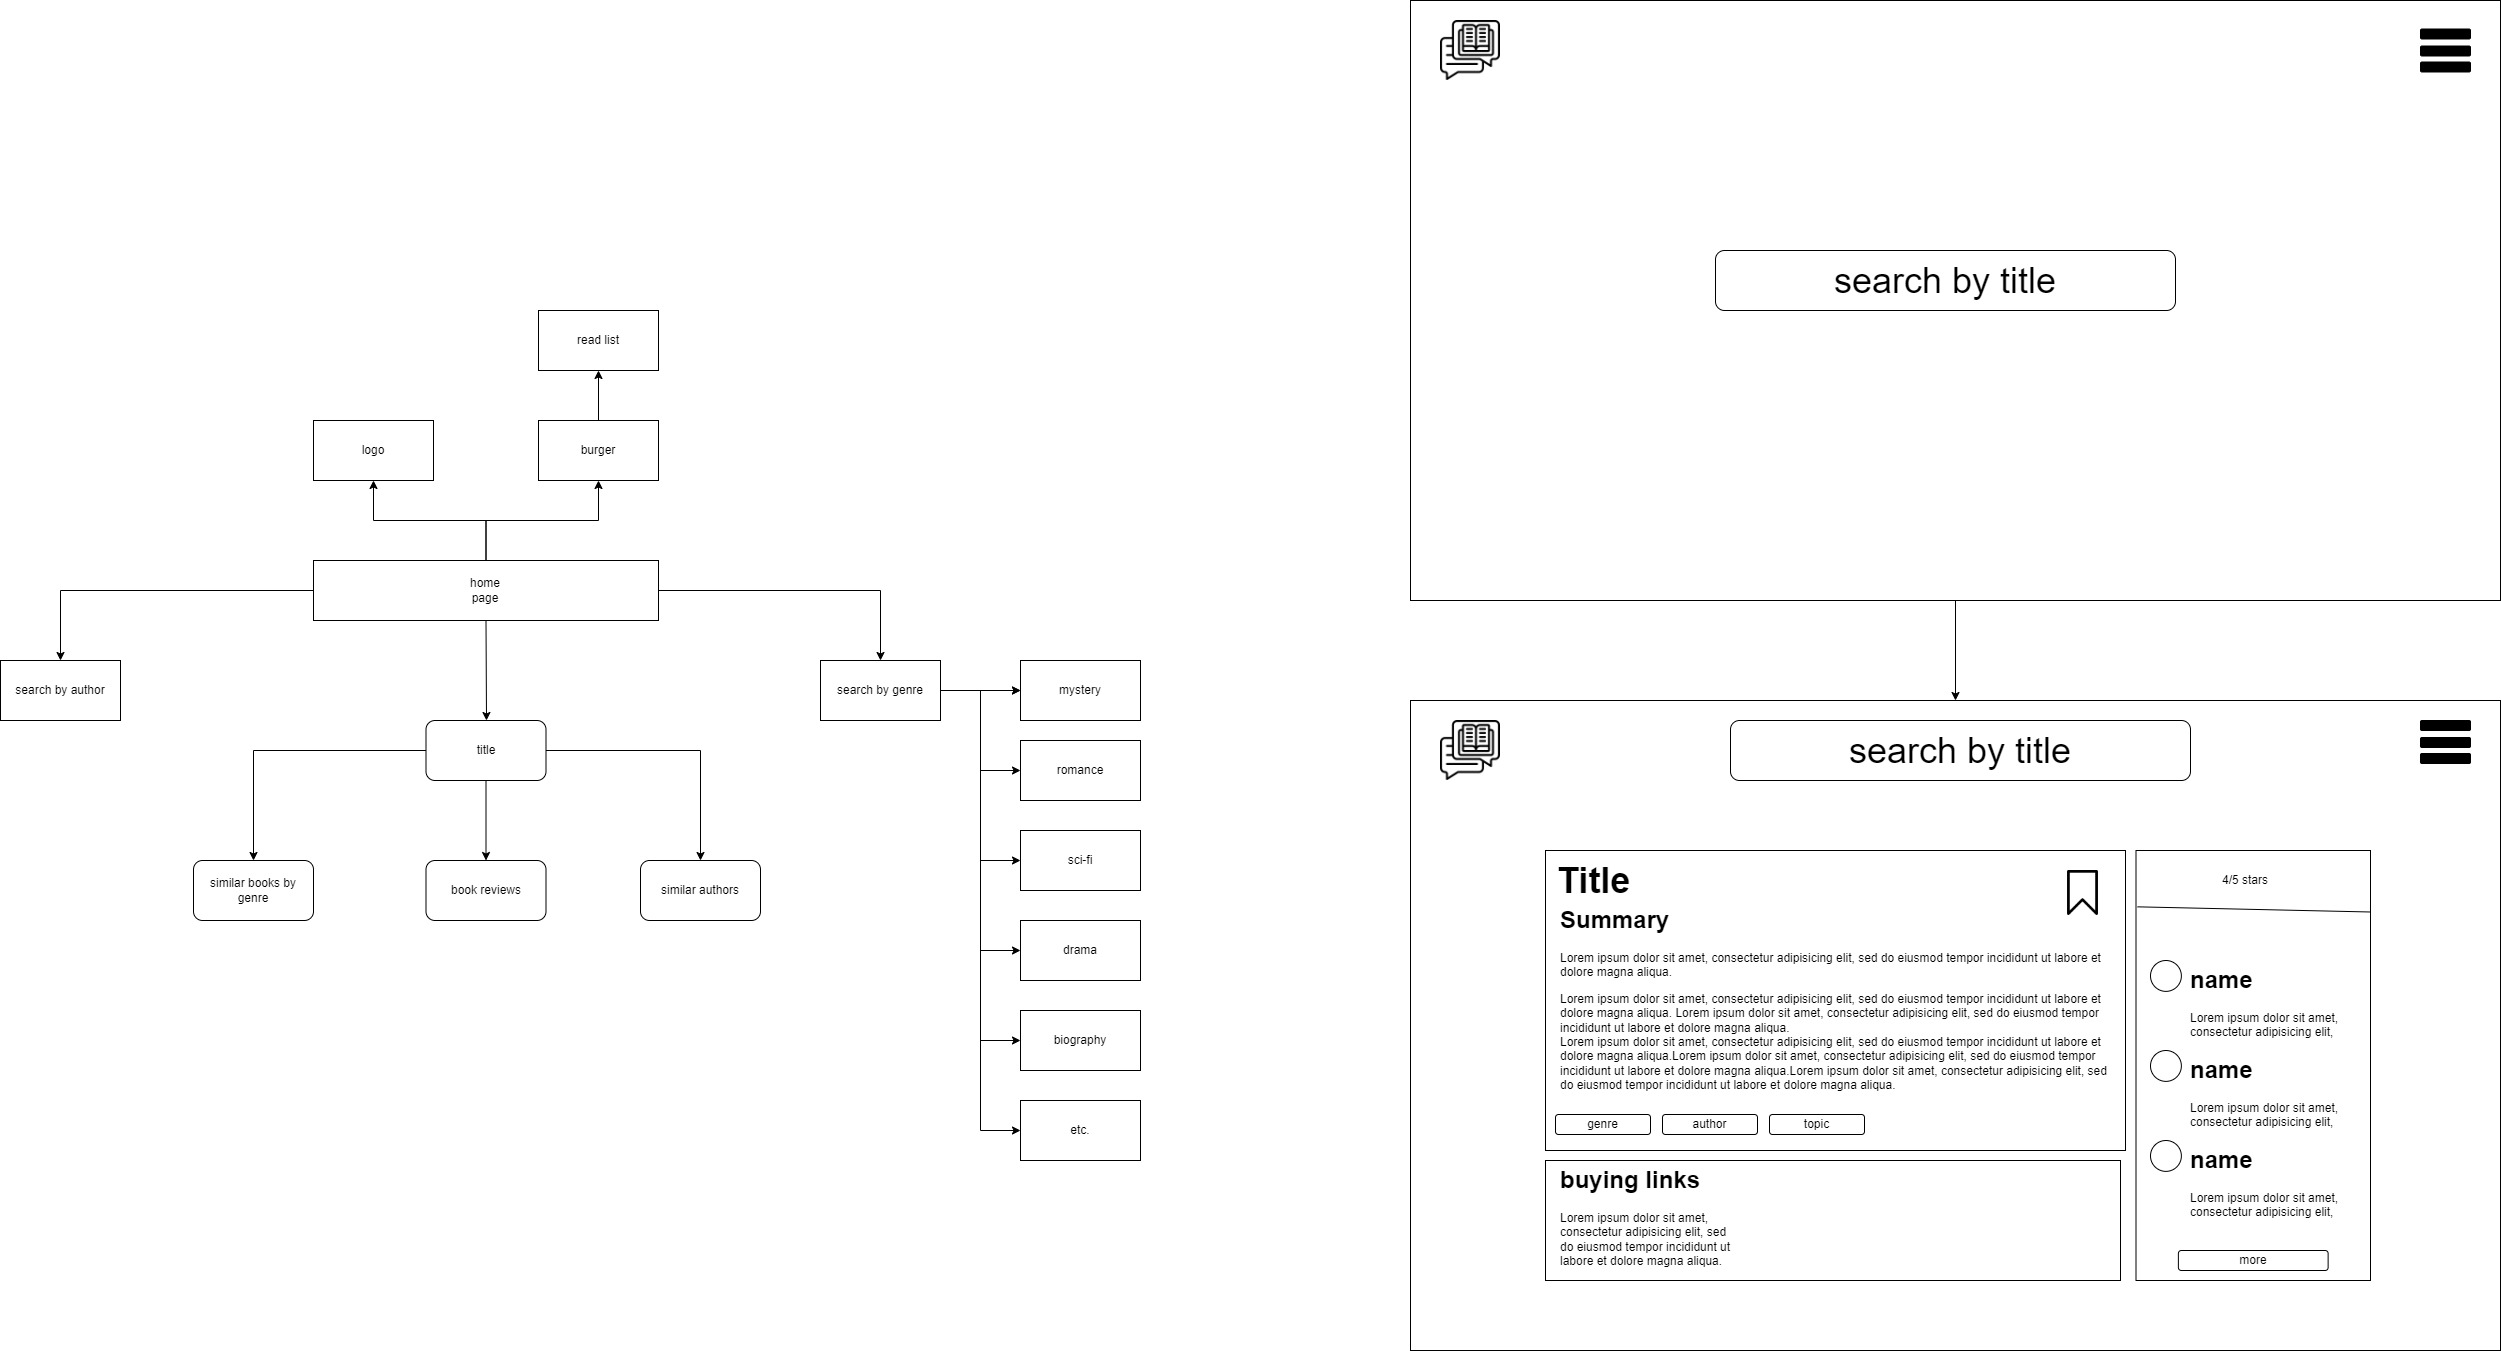 read list
logo
burger
home
page
search by author
search by genre
title
similar books by
genre
book reviews
similar authors
mystery
romance
sci-fi
drama
biography
etc.
search by title
search by title
Title
Summary
Lorem ipsum dolor sit amet, consectetur adipisicing elit, sed do eiusmod tempor incididunt ut labore et
dolore magna aliqua.
Lorem ipsum dolor sit amet, consectetur adipisicing elit, sed do eiusmod tempor incididunt ut labore et
dolore magna aliqua. Lorem ipsum dolor sit amet, consectetur adipisicing elit, sed do eiusmod tempor
incididunt ut labore et dolore magna aliqua.
Lorem ipsum dolor sit amet, consectetur adipisicing elit, sed do eiusmod tempor incididunt ut labore et
dolore magna aliqua.Lorem ipsum dolor sit amet, consectetur adipisicing elit, sed do eiusmod tempor
incididunt ut labore et dolore magna aliqua.Lorem ipsum dolor sit amet, consectetur adipisicing elit, sed
do eiusmod tempor incididunt ut labore et dolore magna aliqua.
genre
author
topic
buying links
Lorem ipsum dolor sit amet,
consectetur adipisicing elit, sed
do eiusmod tempor incididunt ut
labore et dolore magna aliqua.
4/5 stars
name
Lorem ipsum dolor sit amet,
consectetur adipisicing elit,
name
Lorem ipsum dolor sit amet,
consectetur adipisicing elit,
name
Lorem ipsum dolor sit amet,
consectetur adipisicing elit,
more